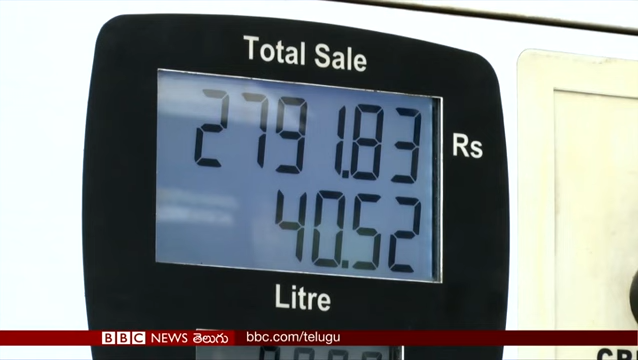 Total Sale
2791.83
Rs
40.52
Litre
BBC NEWS తెలుగు bbc.com/telugu